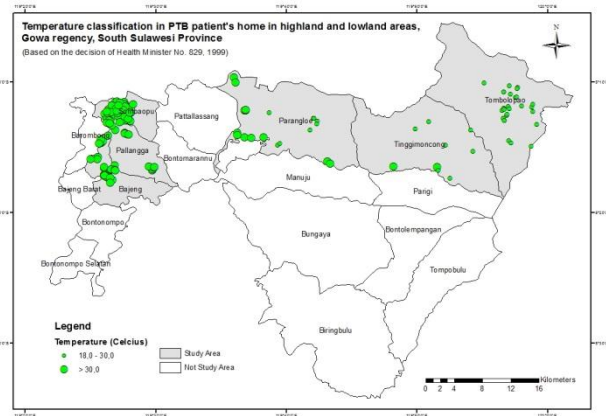 Temperature classification in PTB patient's home in highland and lowland areas,
Gowa regency, South Sulawesi Province
(Based on the decision of Health Minister No. 829, 1999)
N
Tombolopao
Pattallassang
Parangloe
Barombong
Tinggimoncong
Pallangga
Bontomarannu
Manuju
Bajeng Barat
Bajeng
Parigi
Bontonompo
Bungaya
Bontolempangan
Bontonompo Selatan
Tompobulu
Biringbulu
Legend
Temperature (Celcius)
18,0 - 30,0
> 30,0
Study Area
Not Study Area
0 2 4 8 12 16 Kilometers